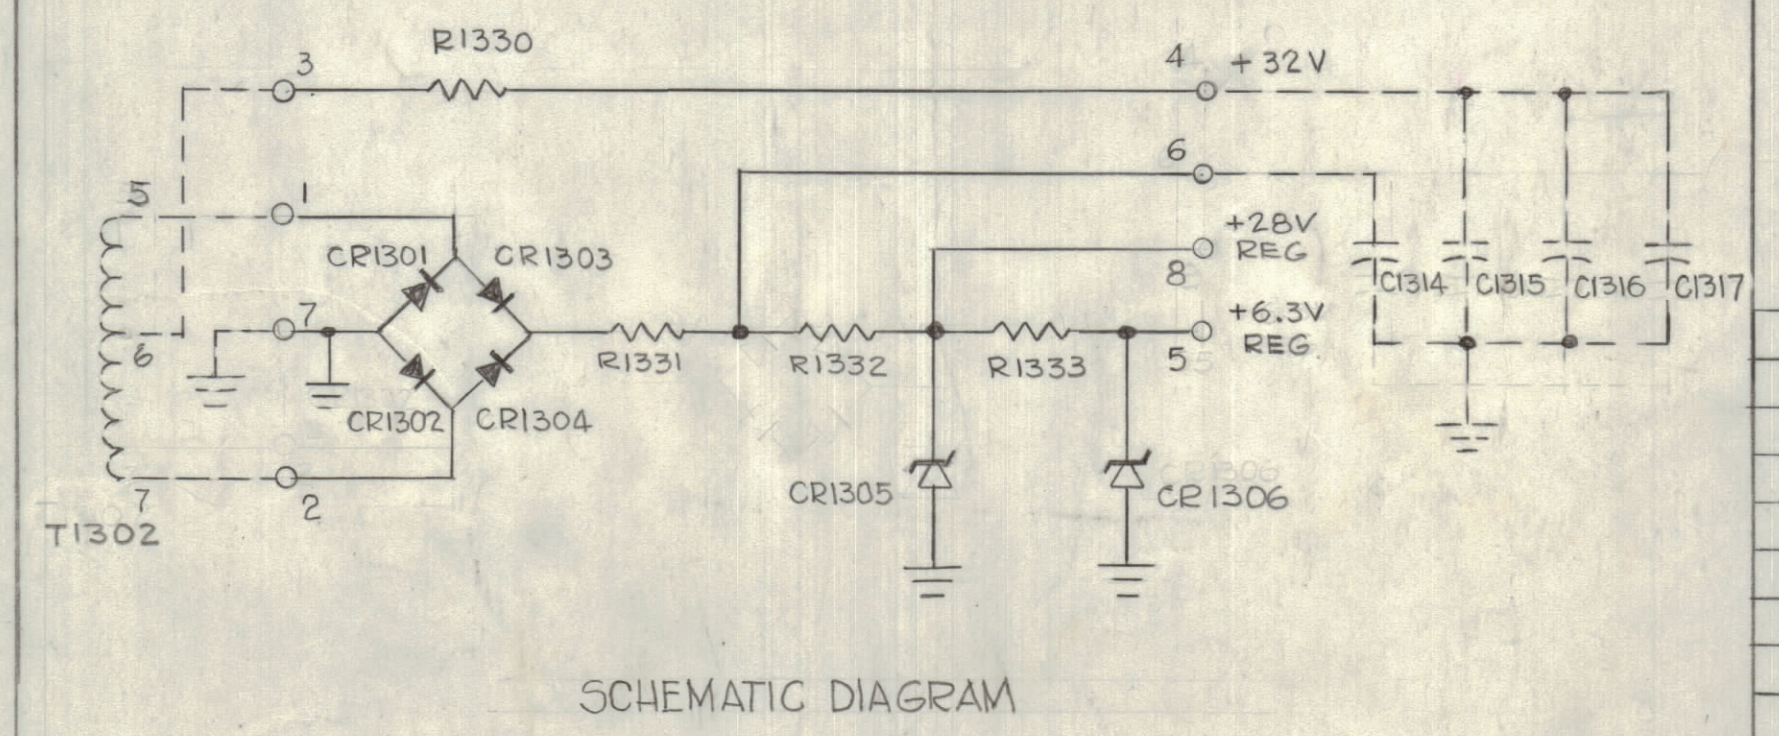 R1330
3
4
+32V
6
5
1
+28V
REG
8
CR1301
CR1303
C1314
C1315
C1316
C1317
7
+6.3V
REG
5
6
R1331
R1332
R1333
CR1302
CR1304
7
2
T1302
CR1305
CR1306
SCHEMATIC DIAGRAM